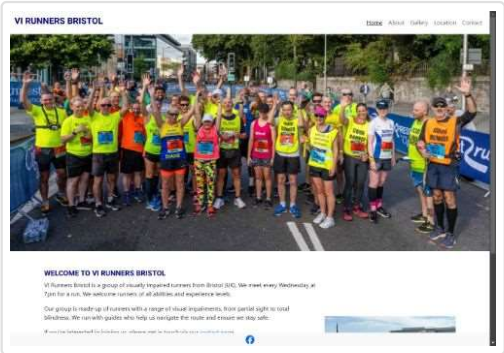 VI RUNNERS BRISTOL
Home About Gallery Location Contact
WELCOME TO VI RUNNERS BRISTOL
VI Runners Bristol is a group of visually impaired runners from Bristol (UK). We meet every Wednesday at
7pm for a run. We welcome runners of all abilities and experience levels.
Our group is made up of runners with a range of visual impairments, from partial sight to total
blindness. We run with guides who help us navigate the route and ensure we stay safe.